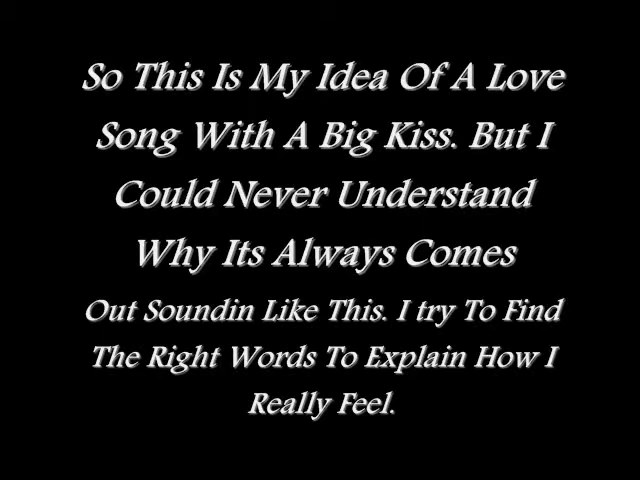 So This Is My Idea Of A Love
Song With A Big Kiss. But I
Could Never Understand
Why Its Always Comes
Out Soundin Like This. I try To Find
The Right Words To Explain How I
Really Feel.